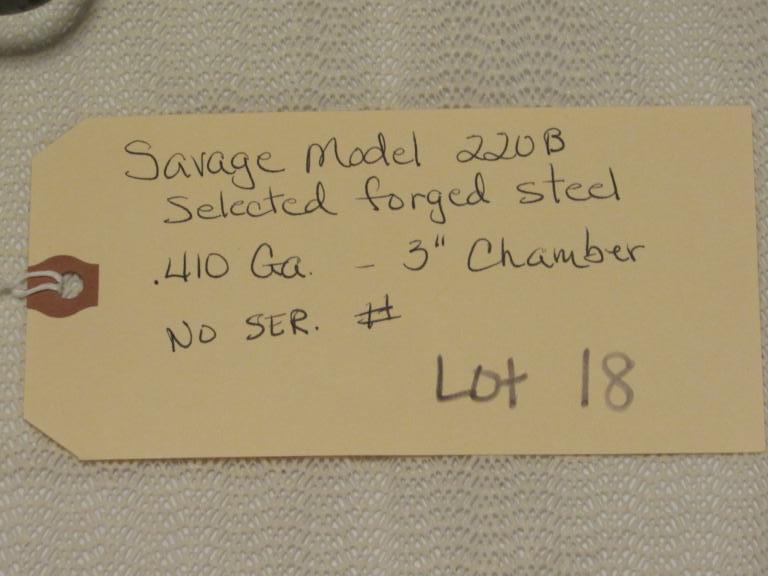 Savage Model 220B
Selected forged steel
.410 Ga. – 3" Chamber
NO SER. #
Lot 18